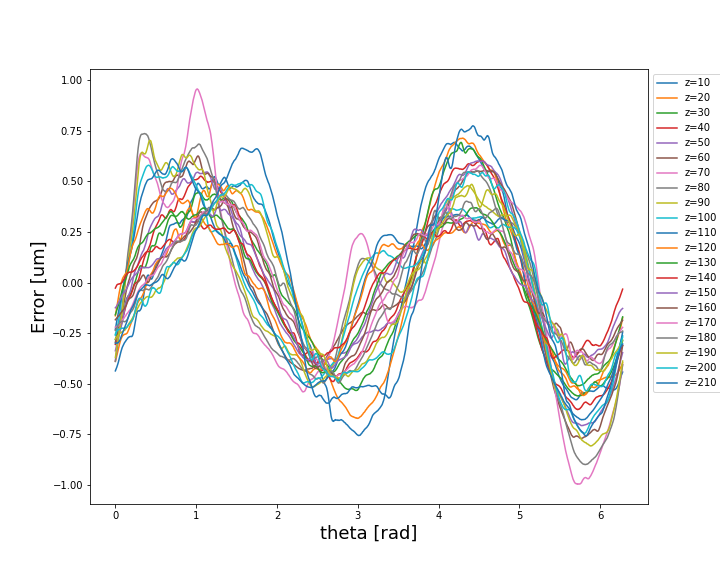 1.00
0.75
0.50
0.25
0.00
−0.25
−0.50
−0.75
−1.00
Error [um]
0 1 2 3 4 5 6
theta [rad]
z=10
z=20
z=30
z=40
z=50
z=60
z=70
z=80
z=90
z=100
z=110
z=120
z=130
z=140
z=150
z=160
z=170
z=180
z=190
z=200
z=210